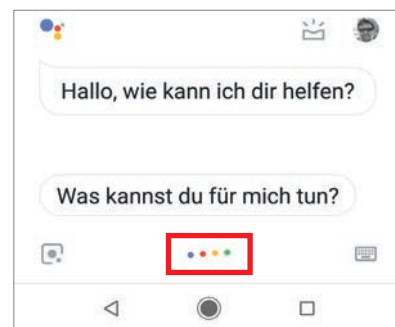 Hallo, wie kann ich dir helfen?
Was kannst du für mich tun?